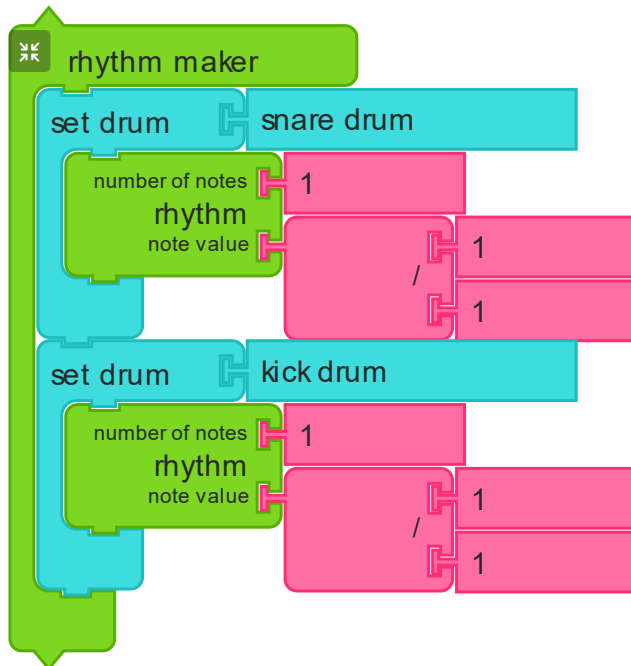 rhythm maker
set drum snare drum
number of notes 1
rhythm
note value
1
/
1
set drum kick drum
number of notes 1
rhythm
note value
1
/
1